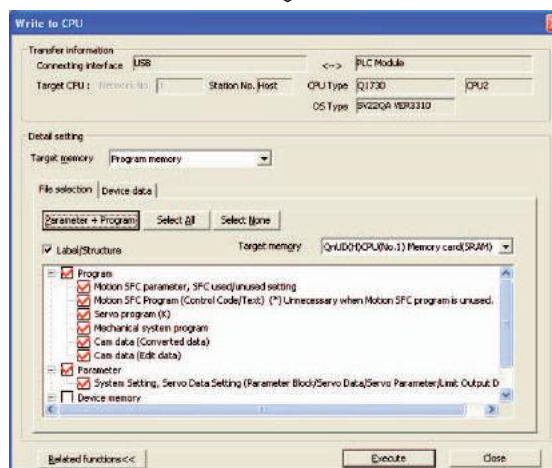 Write to CPU
Transfer information
Connecting interface USB <--> PLC Module
Target CPU : Network No. 1 Station No. Host CPU Type Q173D CPU2
OS Type SV22QA VER331O
Detail setting
Target memory Program memory
File selection Device data
Parameter + Program Select All Select None
Label/Structure Target memory QnUD(H)CPU(No.1) Memory card(SRAM)
Program
Motion SFC parameter, SFC used/unused setting
Motion SFC Program (Control Code/Text) (*) Unnecessary when Motion SFC program is unused.
Servo program (K)
Mechanical system program
Cam data (Converted data)
Cam data (Edit data)
Parameter
System Setting, Servo Data Setting (Parameter Block/Servo Data/Servo Parameter/Limit Output D
Device memory
Related functions<< Execute Close